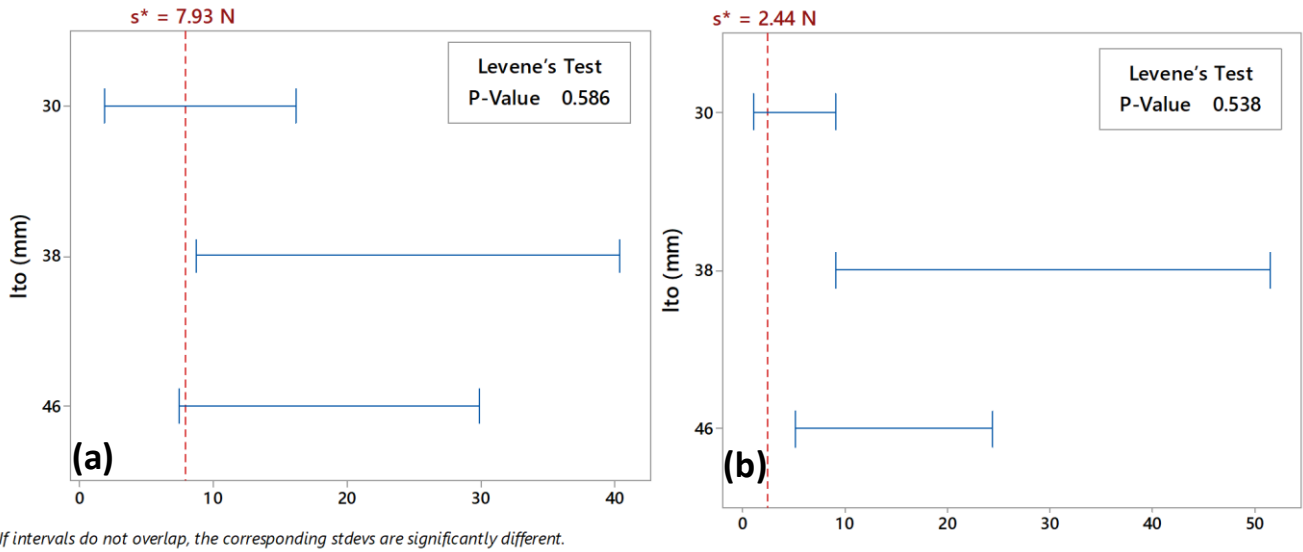 s* = 7.93 N
Levene's Test
P-Value 0.586
30
38
46
lto (mm)
(a)
0 10 20 30 40
If intervals do not overlap, the corresponding stdevs are significantly different.
s* = 2.44 N
Levene's Test
P-Value 0.538
30
38
46
lto (mm)
(b)
0 10 20 30 40 50